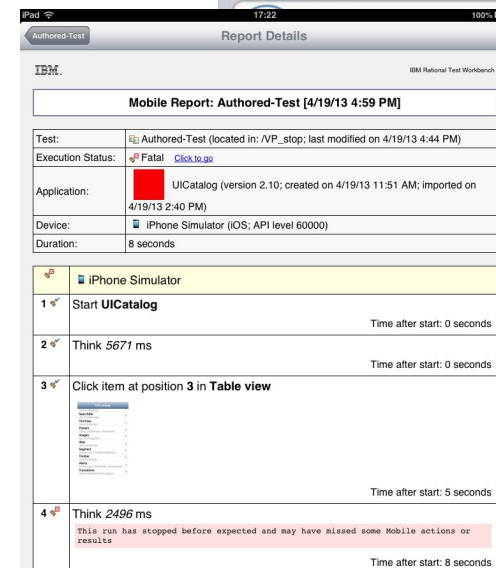 iPad 17:22 100%
Authored-Test Report Details
IBM. IBM Rational Test Workbench
Mobile Report: Authored-Test [4/19/13 4:59 PM]
Test: Authored-Test (located in: /VP_stop; last modified on 4/19/13 4:44 PM)
Execution Status: Fatal Click to go
Application: UICatalog (version 2.10; created on 4/19/13 11:51 AM; imported on
4/19/13 2:40 PM)
Device: iPhone Simulator (iOS; API level 60000)
Duration: 8 seconds
iPhone Simulator
1 Start UICatalog
Time after start: 0 seconds
2 Think 5671 ms
Time after start: 0 seconds
3 Click item at position 3 in Table view
Time after start: 5 seconds
4 Think 2496 ms
This run has stopped before expected and may have missed some Mobile actions or
results
Time after start: 8 seconds